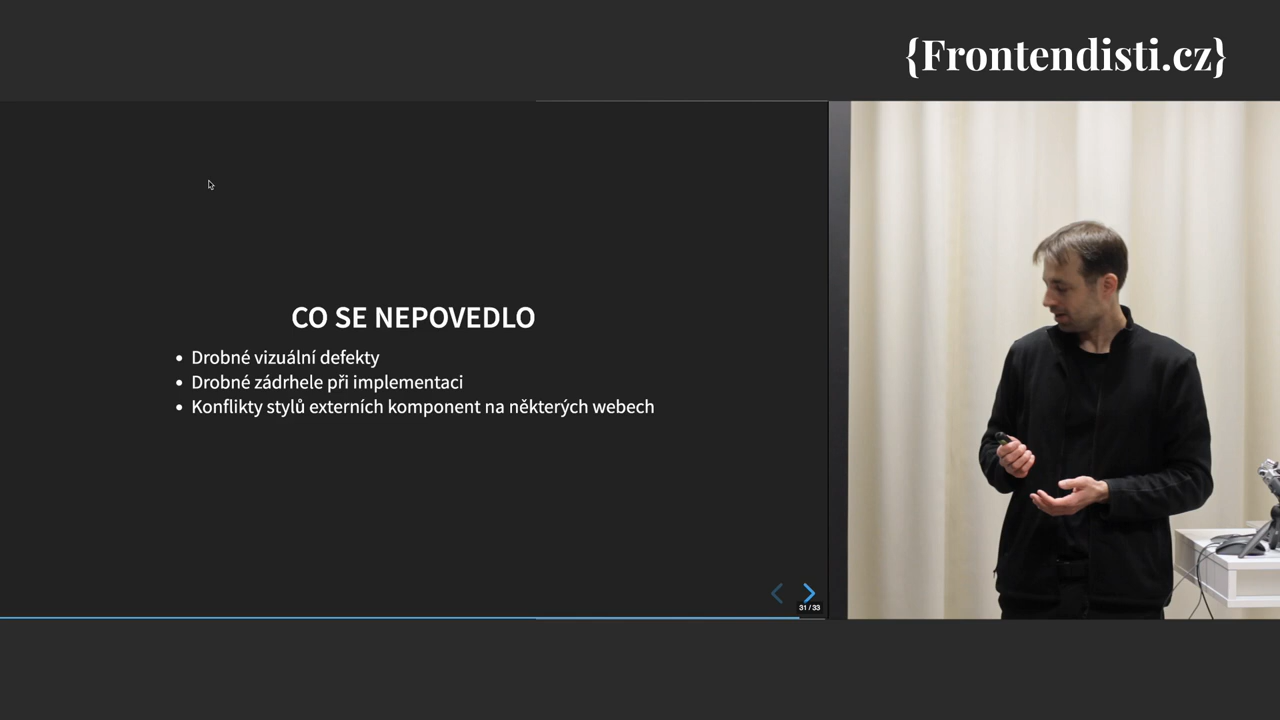 {Frontendisti.cz}
CO SE NEPOVEDLO
• Drobné vizuální defekty
• Drobné zádrhele při implementaci
• Konflikty stylů externích komponent na některých webech
31 / 33